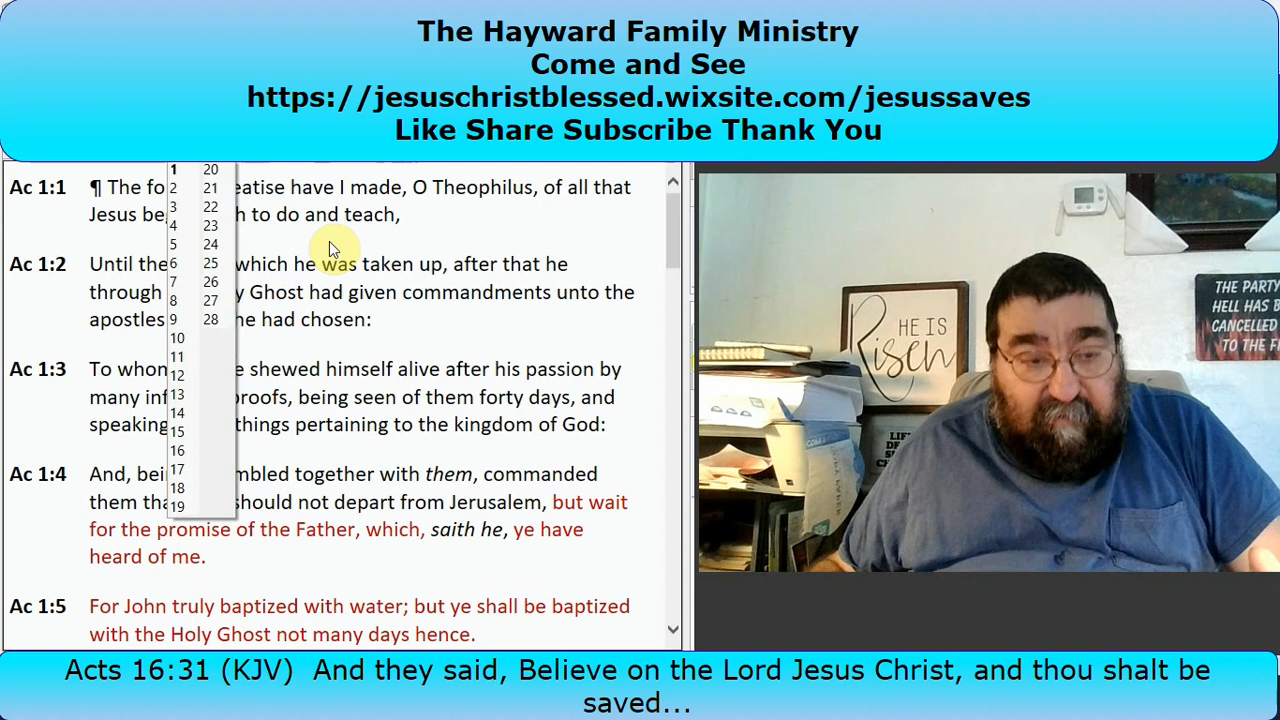 The Hayward Family Ministry
Come and See
https://jesuschristblessed.wixsite.com/jesussaves
Like Share Subscribe Thank You
Ac 1:1 ¶ The fo eatise have I made, O Theophilus, of all that
Jesus be h to do and teach,
Ac 1:2 Until the which he was taken up, after that he
through y Ghost had given commandments unto the
apostles he had chosen:
Ac 1:3 To whom e shewed himself alive after his passion by
many inf proofs, being seen of them forty days, and
speaking things pertaining to the kingdom of God:
Ac 1:4 And, bei mbled together with them, commanded
them tha should not depart from Jerusalem, but wait
for the promise of the Father, which, saith he, ye have
heard of me.
Ac 1:5 For John truly baptized with water; but ye shall be baptized
with the Holy Ghost not many days hence.
1 20
2 21
3 22
4 23
5 24
6 25
7 26
8 27
9 28
10
11
12
13
14
15
16
17
18
19
HE IS
Risen
THE PARTY
HELL HAS B
CANCELLED
TO THE FI
Acts 16:31 (KJV) And they said, Believe on the Lord Jesus Christ, and thou shalt be
saved...